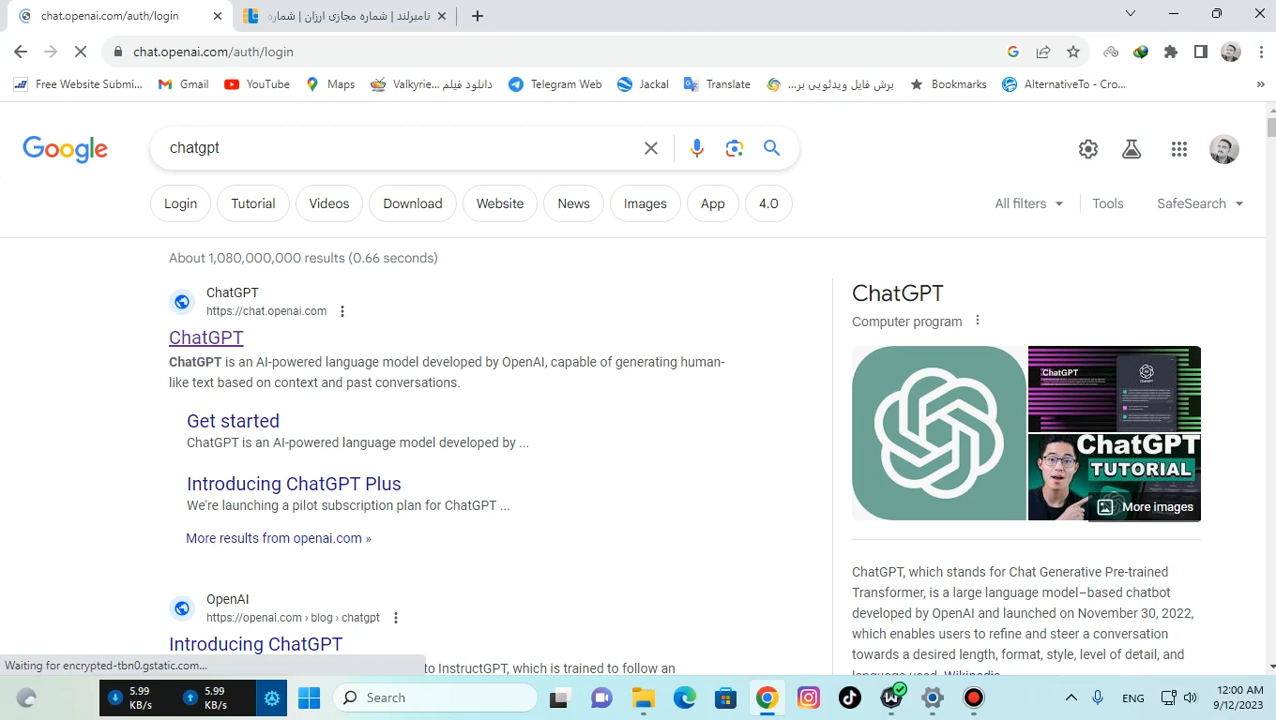 chat.openai.com/auth/login
نامبرلند | شماره مجازی ارزان | شماره
chat.openai.com/auth/login
Free Website Submi...
Gmail
YouTube
Maps
Valkyrie... دانلود فیلم
Telegram Web
Jackal
Translate
برش فایل ویدئویی بر...
Bookmarks
AlternativeTo - Cro...
»
Google
chatgpt
Login
Tutorial
Videos
Download
Website
News
Images
App
4.0
All filters
Tools
SafeSearch
About 1,080,000,000 results (0.66 seconds)
ChatGPT
https://chat.openai.com
ChatGPT
ChatGPT is an AI-powered language model developed by OpenAI, capable of generating human-
like text based on context and past conversations.
Get started
ChatGPT is an AI-powered language model developed by ...
Introducing ChatGPT Plus
We're launching a pilot subscription plan for ChatGPT ...
More results from openai.com »
OpenAI
https://openai.com › blog › chatgpt
Introducing ChatGPT
to InstructGPT, which is trained to follow an
ChatGPT
Computer program
ChatGPT
ChatGPT
TUTORIAL
More images
ChatGPT, which stands for Chat Generative Pre-trained
Transformer, is a large language model–based chatbot
developed by OpenAI and launched on November 30, 2022,
which enables users to refine and steer a conversation
towards a desired length, format, style, level of detail, and
language used. Wikipedia
Waiting for encrypted-tbn0.gstatic.com...
5.99
KB/s
5.99
KB/s
Search
ENG
12:00 AM
9/12/2023